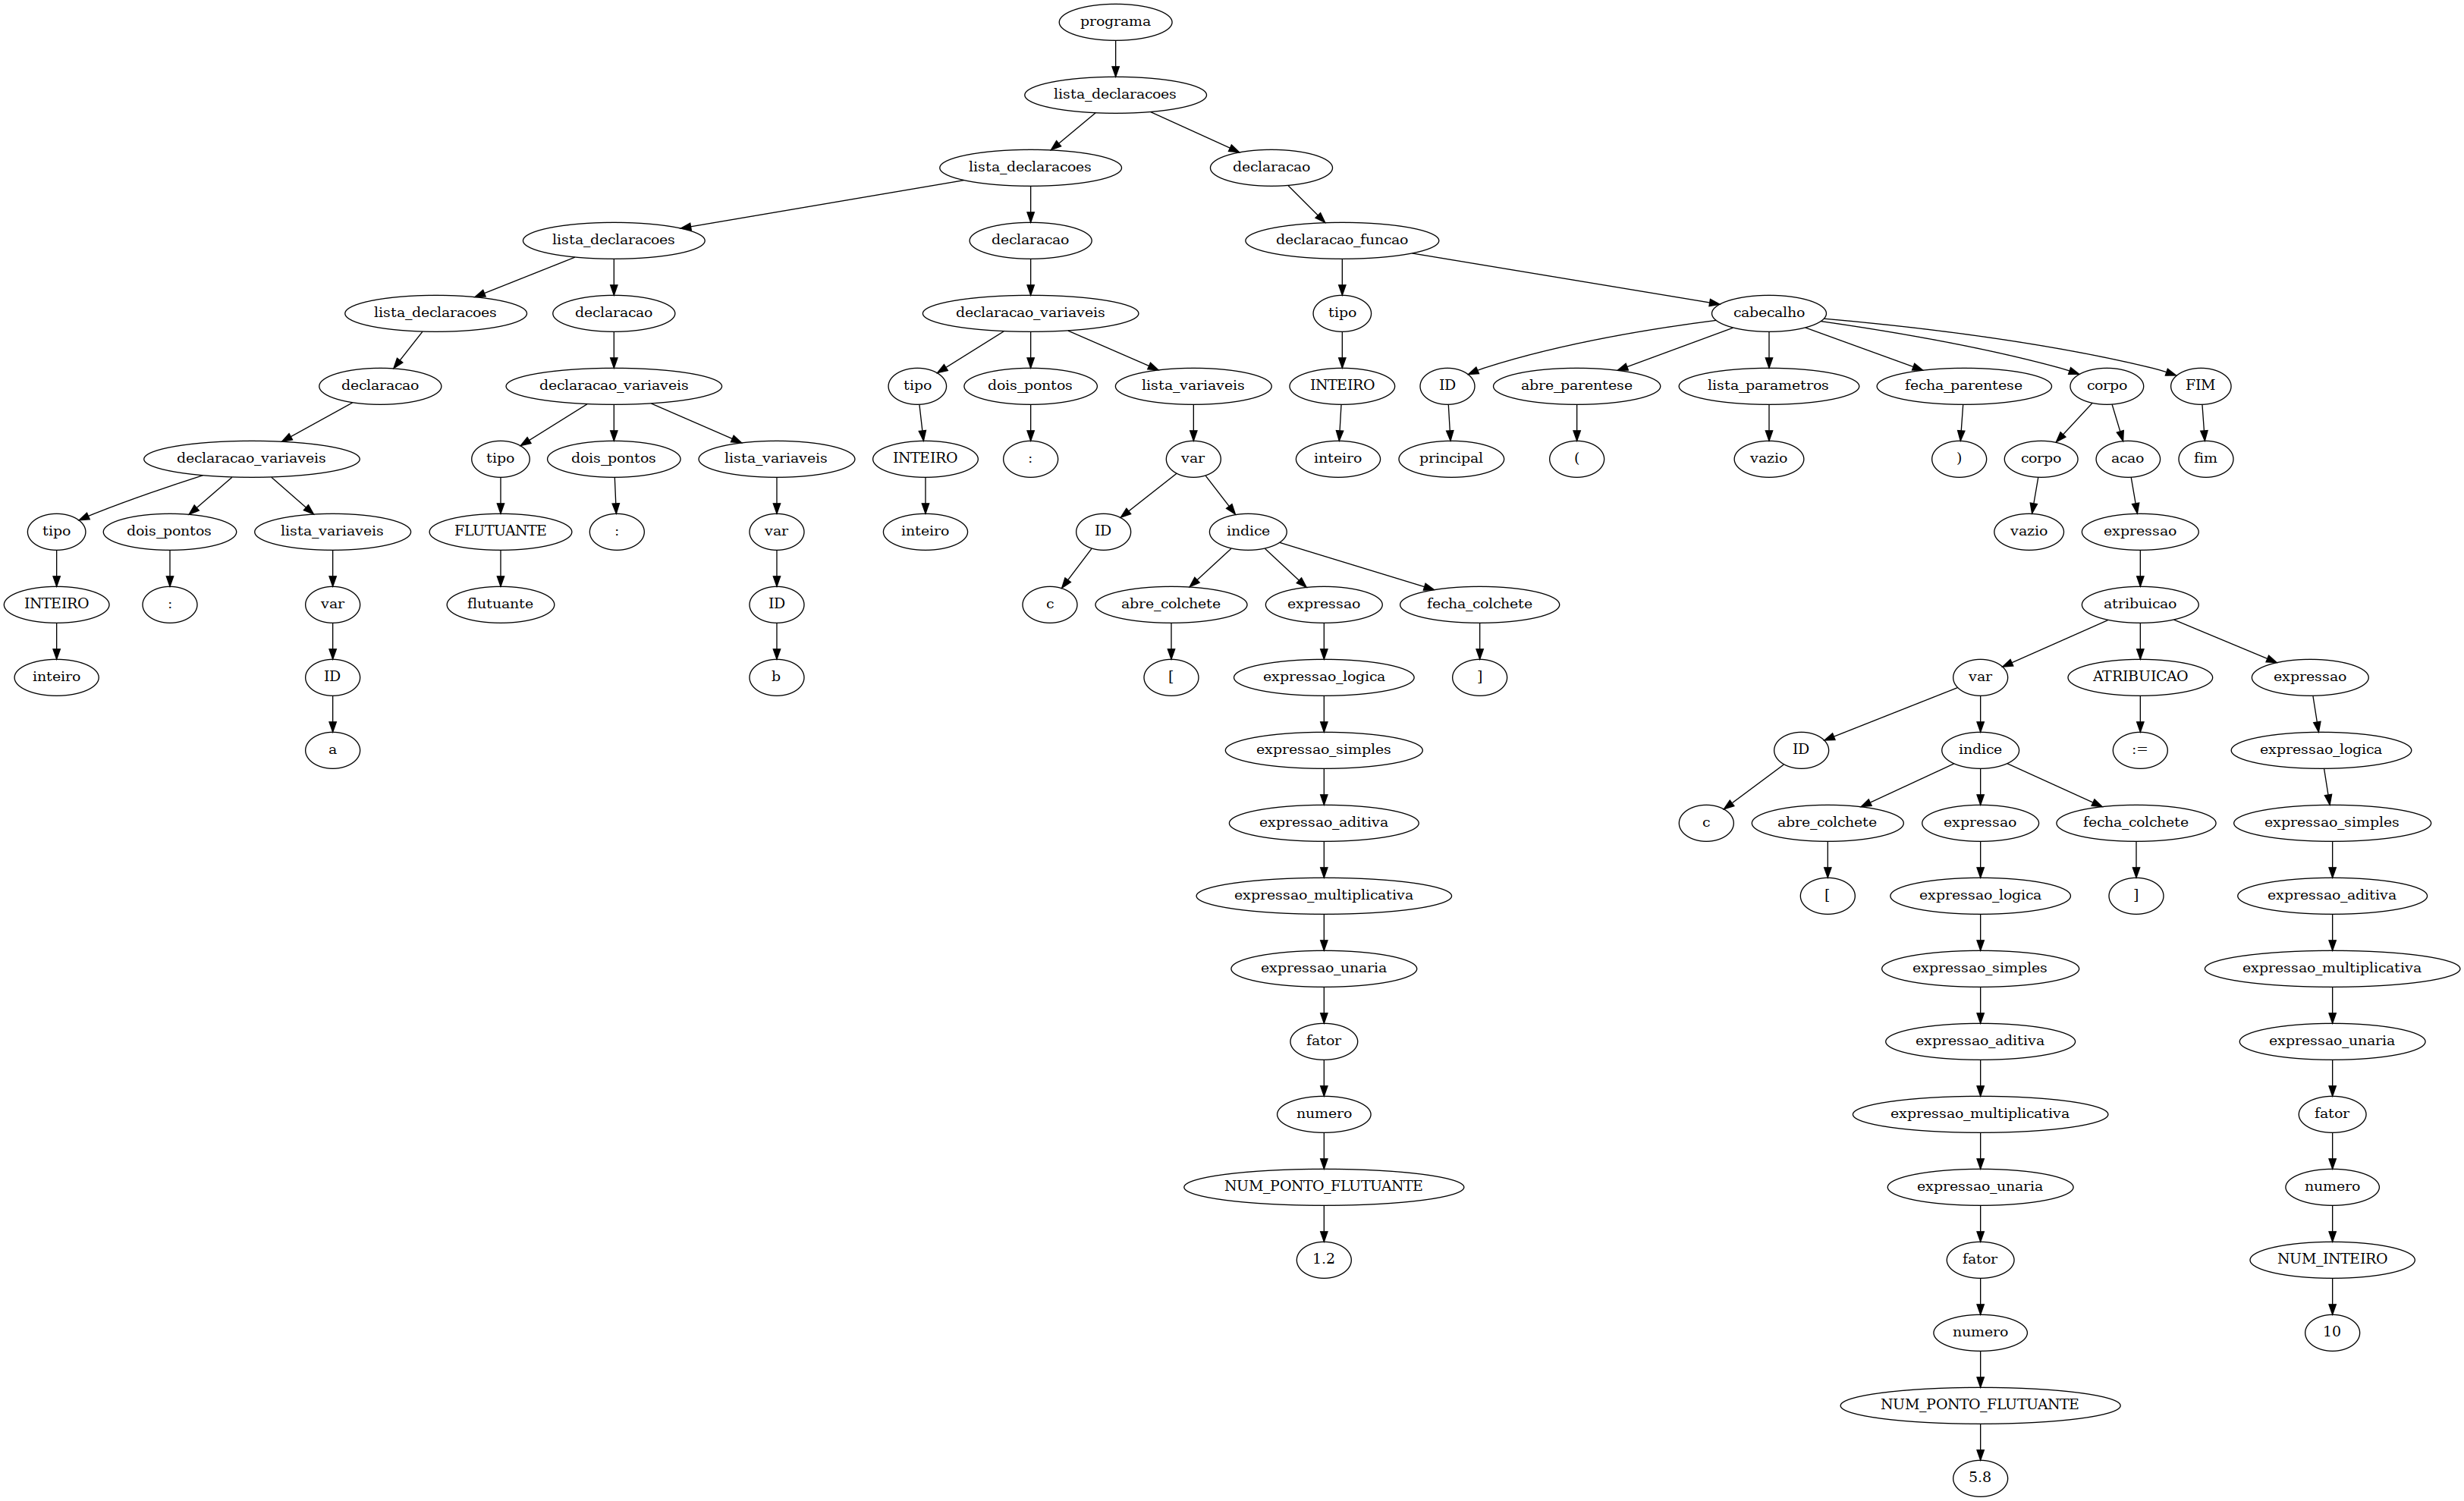 programa
lista_declaracoes
lista_declaracoes declaracao
lista_declaracoes declaracao declaracao_funcao
lista_declaracoes declaracao declaracao_variaveis tipo cabecalho
declaracao declaracao_variaveis tipo dois_pontos lista_variaveis INTEIRO ID abre_parentese lista_parametros fecha_parentese corpo FIM
declaracao_variaveis tipo dois_pontos lista_variaveis INTEIRO : var inteiro principal ( vazio ) corpo acao fim
tipo dois_pontos lista_variaveis FLUTUANTE : var inteiro ID indice vazio expressao
INTEIRO : var flutuante ID c abre_colchete expressao fecha_colchete atribuicao
inteiro ID b [ expressao_logica ] var ATRIBUICAO expressao
a expressao_simples ID indice := expressao_logica
expressao_aditiva c abre_colchete expressao fecha_colchete expressao_simples
expressao_multiplicativa [ expressao_logica ] expressao_aditiva
expressao_unaria expressao_simples expressao_multiplicativa
fator expressao_aditiva expressao_unaria
numero expressao_multiplicativa fator
NUM_PONTO_FLUTUANTE expressao_unaria numero
1.2 fator NUM_INTEIRO
numero 10
NUM_PONTO_FLUTUANTE
5.8